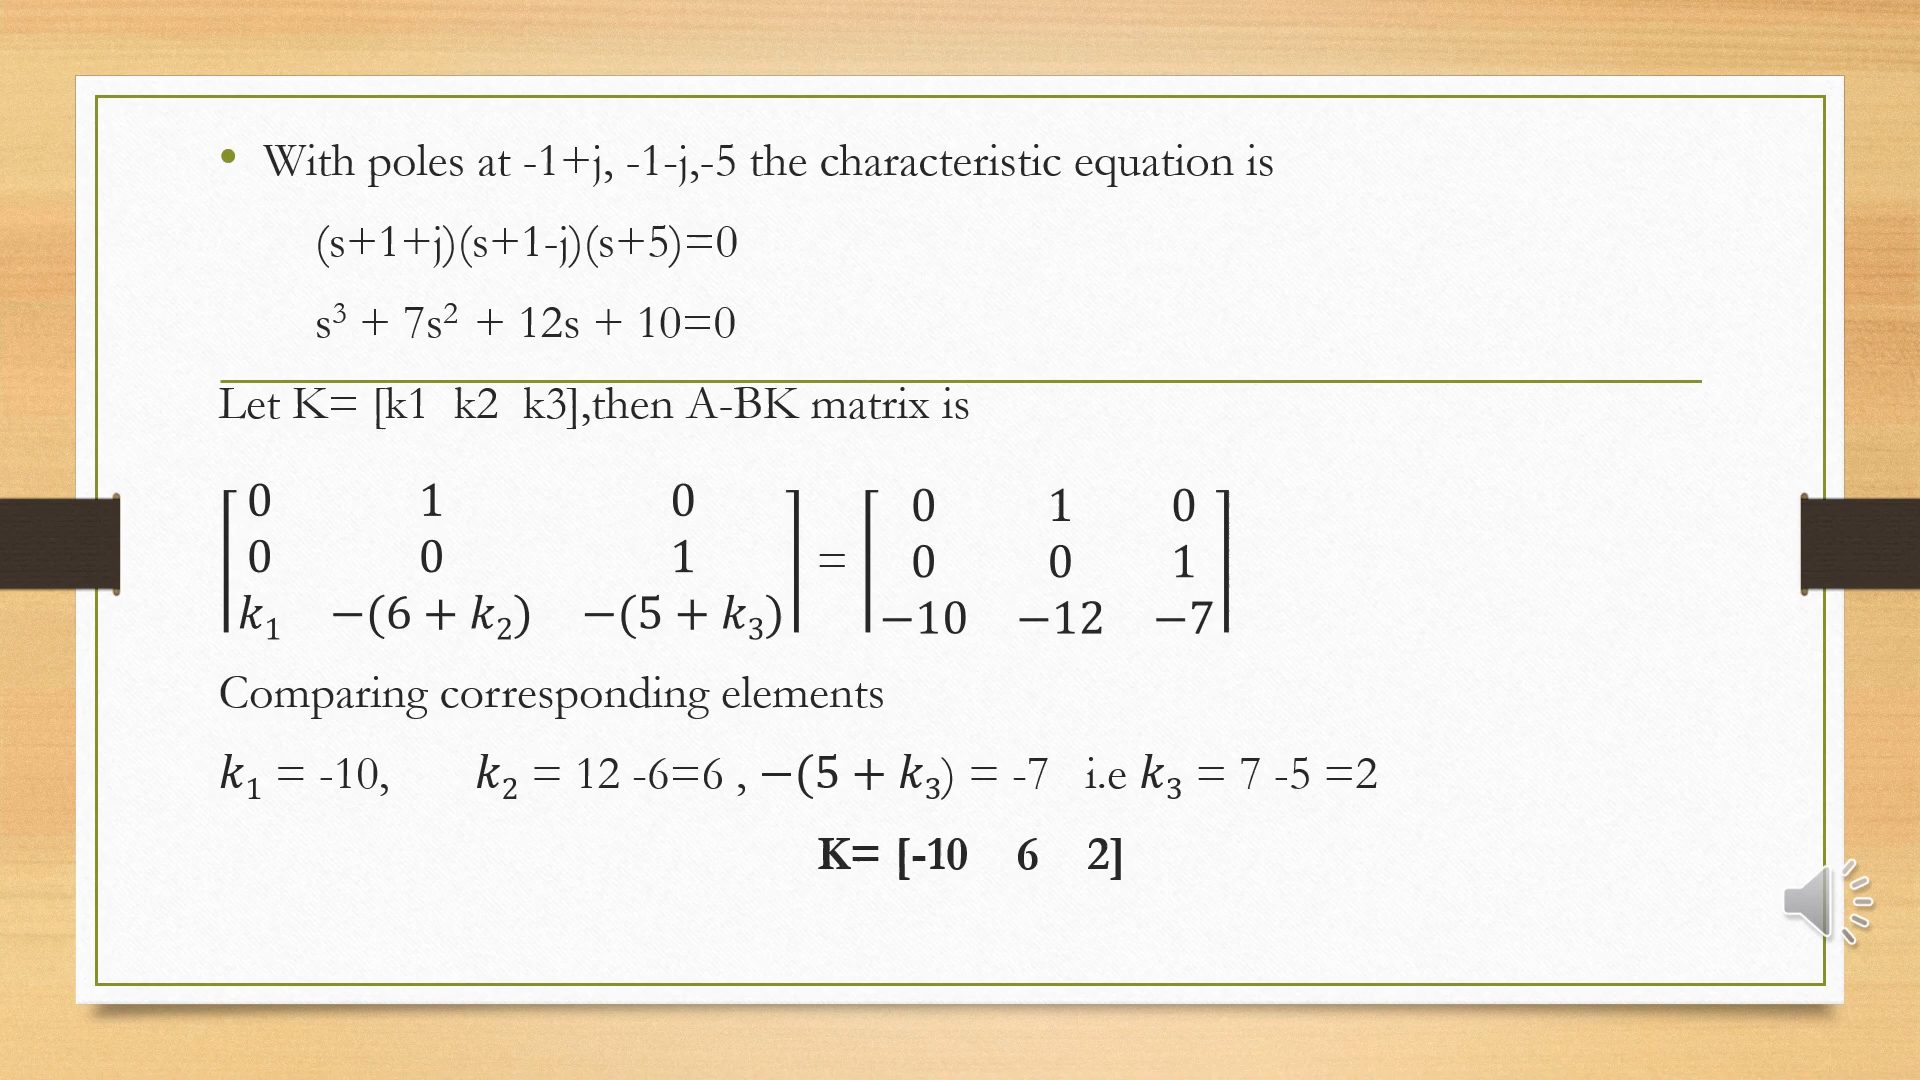 • With poles at -1+j, -1-j,-5 the characteristic equation is
(s+1+j)(s+1-j)(s+5)=0
s³ + 7s² + 12s + 10=0
Let K= [k1 k2 k3],then A-BK matrix is
[0 1 0; 0 0 1; k₁ −(6 + k₂) −(5 + k₃)] = [0 1 0; 0 0 1; −10 −12 −7]
Comparing corresponding elements
k₁ = -10, k₂ = 12 -6=6 , −(5 + k₃) = -7 i.e k₃ = 7 -5 =2
K= [-10 6 2]